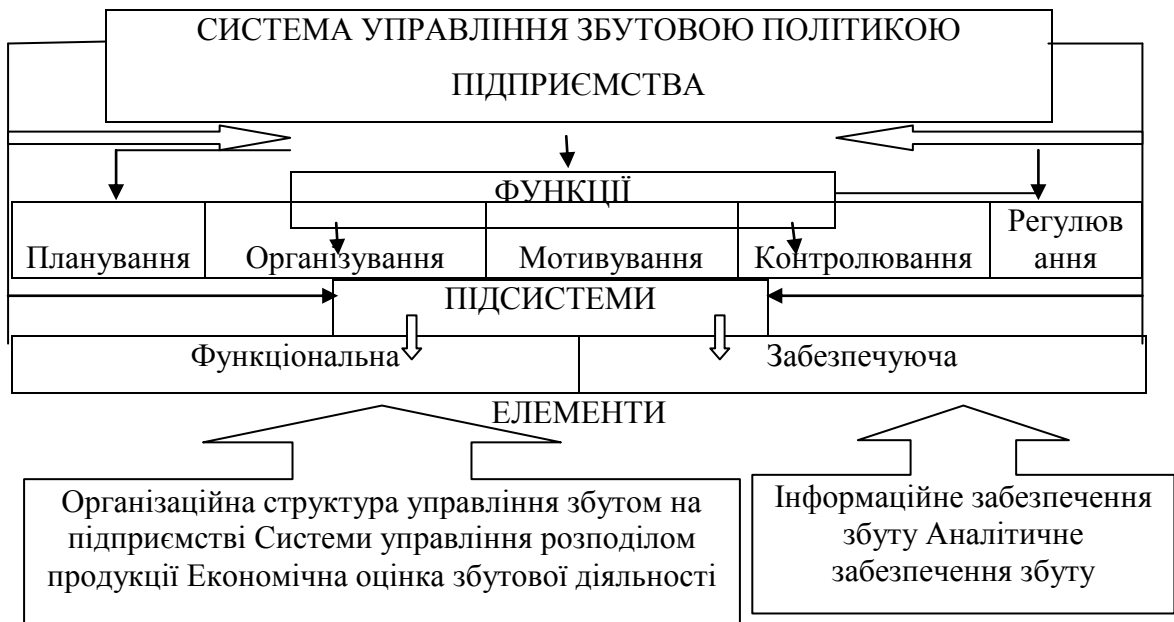 СИСТЕМА УПРАВЛІННЯ ЗБУТОВОЮ ПОЛІТИКОЮ
ПІДПРИЄМСТВА
ФУНКЦІЇ
Планування
Організування
Мотивування
Контролювання
Регулюв
ання
ПІДСИСТЕМИ
Функціональна
Забезпечуюча
ЕЛЕМЕНТИ
Організаційна структура управління збутом на
підприємстві Системи управління розподілом
продукції Економічна оцінка збутової діяльності
Інформаційне забезпечення
збуту Аналітичне
забезпечення збуту